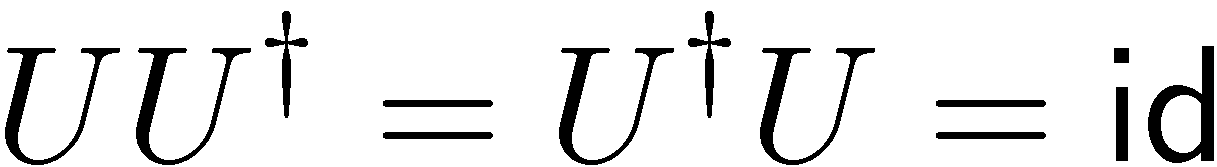 UU† = U†U = id